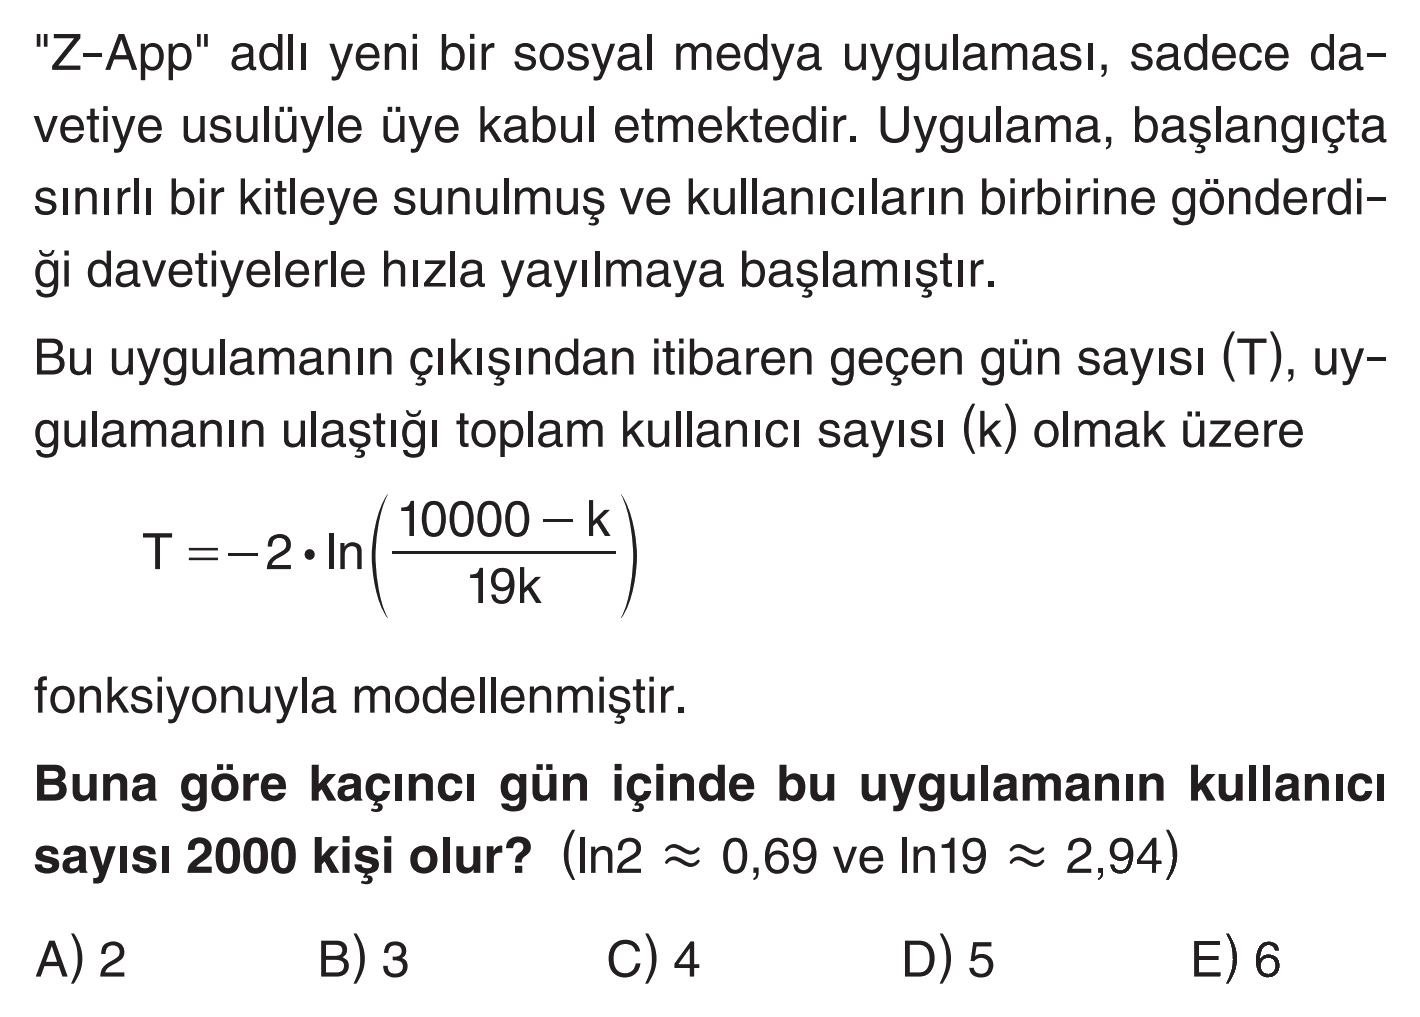 "Z-App" adlı yeni bir sosyal medya uygulaması, sadece da-
vetiye usulüyle üye kabul etmektedir. Uygulama, başlangıçta
sınırlı bir kitleye sunulmuş ve kullanıcıların birbirine gönderdi-
ği davetiyelerle hızla yayılmaya başlamıştır.
Bu uygulamanın çıkışından itibaren geçen gün sayısı (T), uy-
gulamanın ulaştığı toplam kullanıcı sayısı (k) olmak üzere
T = -2 • ln((10000 - k)/(19k))
fonksiyonuyla modellenmiştir.
Buna göre kaçıncı gün içinde bu uygulamanın kullanıcı
sayısı 2000 kişi olur? (ln2 ≈ 0,69 ve ln19 ≈ 2,94)
A) 2 B) 3 C) 4 D) 5 E) 6